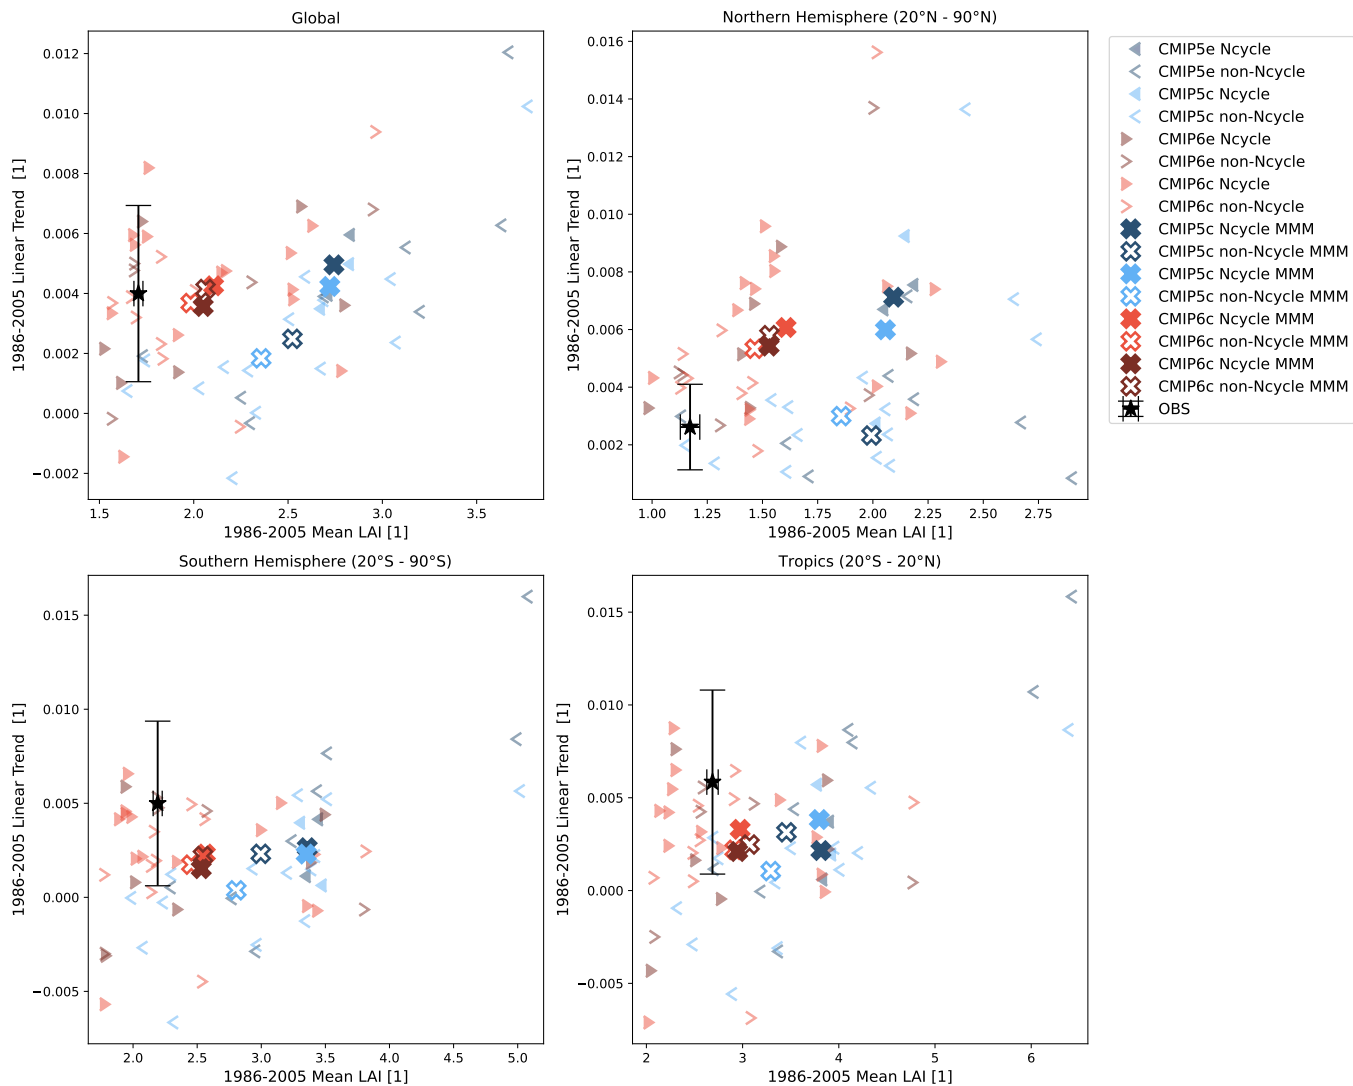 Global
0.012
0.010
0.008
0.006
0.004
0.002
0.000
−0.002
1986-2005 Linear Trend  [1]
1.5 2.0 2.5 3.0 3.5
1986-2005 Mean LAI [1]
Northern Hemisphere (20°N - 90°N)
0.016
0.014
0.012
0.010
0.008
0.006
0.004
0.002
1986-2005 Linear Trend  [1]
1.00 1.25 1.50 1.75 2.00 2.25 2.50 2.75
1986-2005 Mean LAI [1]
CMIP5e Ncycle
CMIP5e non-Ncycle
CMIP5c Ncycle
CMIP5c non-Ncycle
CMIP6e Ncycle
CMIP6e non-Ncycle
CMIP6c Ncycle
CMIP6c non-Ncycle
CMIP5c Ncycle MMM
CMIP5c non-Ncycle MMM
CMIP5c Ncycle MMM
CMIP5c non-Ncycle MMM
CMIP6c Ncycle MMM
CMIP6c non-Ncycle MMM
CMIP6c Ncycle MMM
CMIP6c non-Ncycle MMM
OBS
Southern Hemisphere (20°S - 90°S)
0.015
0.010
0.005
0.000
−0.005
1986-2005 Linear Trend  [1]
2.0 2.5 3.0 3.5 4.0 4.5 5.0
1986-2005 Mean LAI [1]
Tropics (20°S - 20°N)
0.015
0.010
0.005
0.000
−0.005
1986-2005 Linear Trend  [1]
2 3 4 5 6
1986-2005 Mean LAI [1]